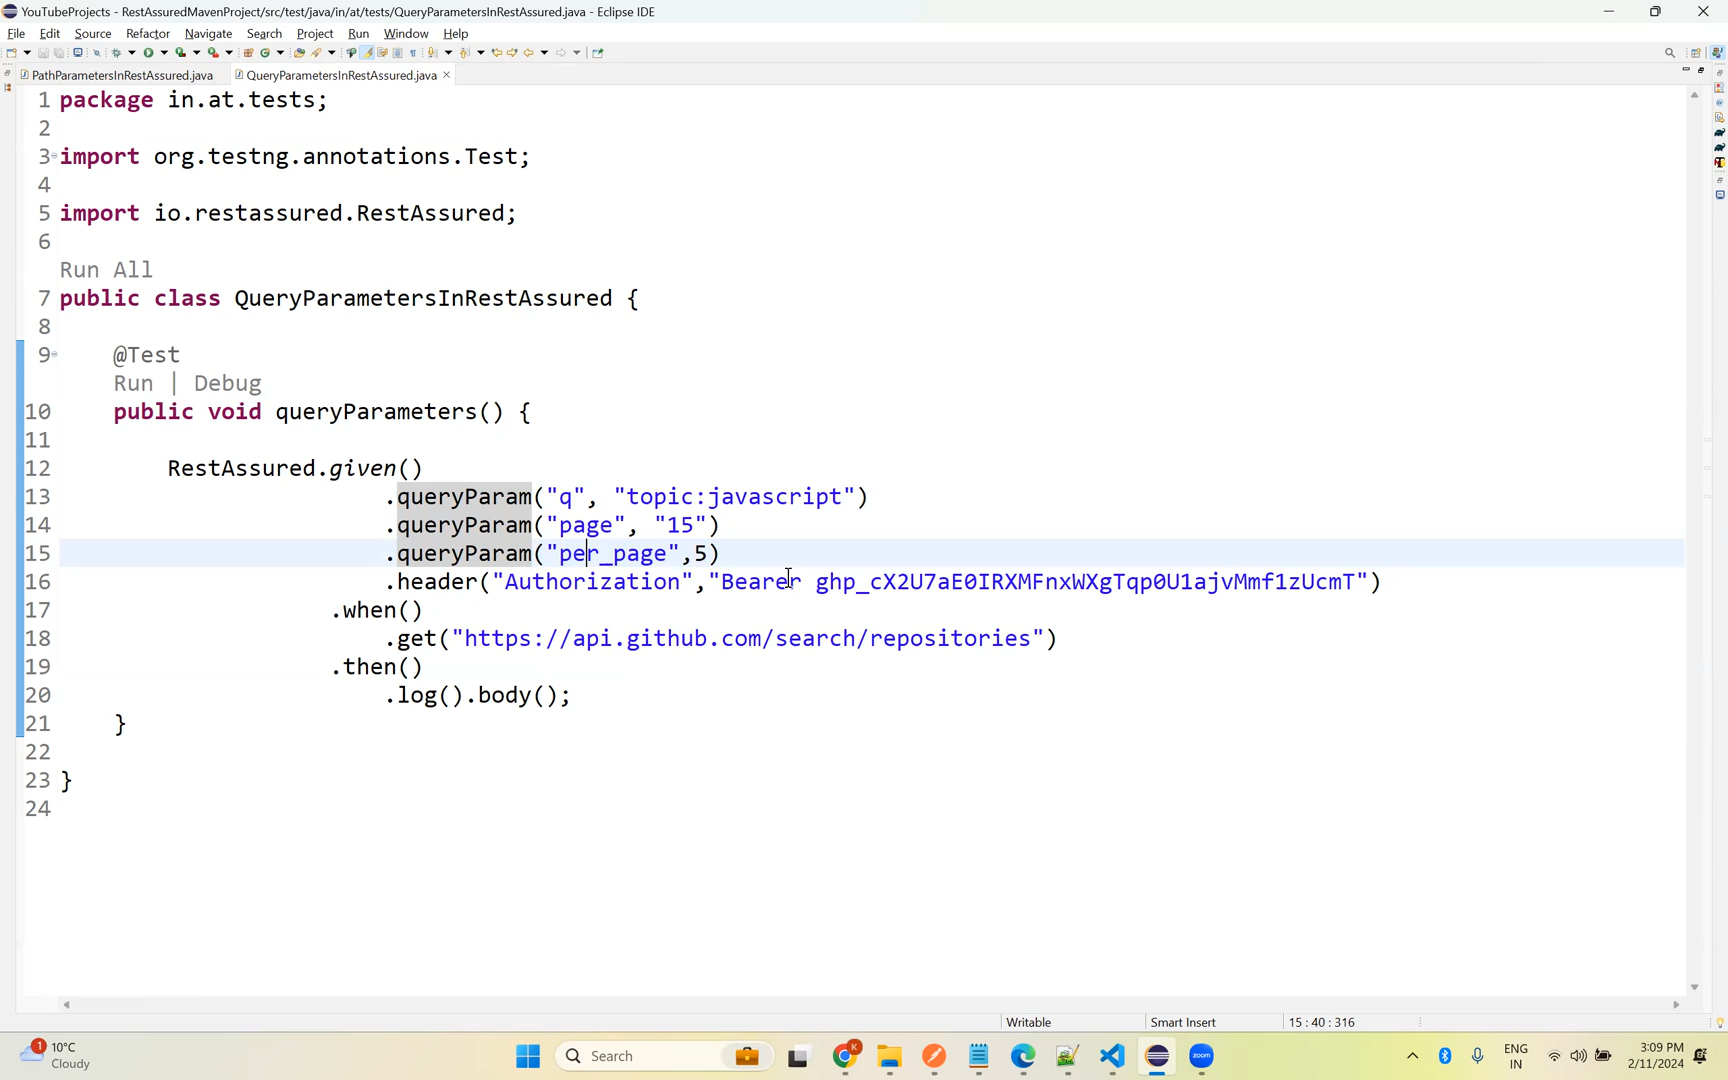 YouTubeProjects - RestAssuredMavenProject/src/test/java/in/at/tests/QueryParametersInRestAssured.java - Eclipse IDE
File Edit Source Refactor Navigate Search Project Run Window Help
PathParametersInRestAssured.java QueryParametersInRestAssured.java
1 package in.at.tests;
2
3 import org.testng.annotations.Test;
4
5 import io.restassured.RestAssured;
6
Run All
7 public class QueryParametersInRestAssured {
8
9 @Test
Run | Debug
10 public void queryParameters() {
11
12 RestAssured.given()
13 .queryParam("q", "topic:javascript")
14 .queryParam("page", "15")
15 .queryParam("per_page",5)
16 .header("Authorization","Bearer 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")
17 .when()
18 .get("https://api.github.com/search/repositories")
19 .then()
20 .log().body();
21 }
22
23 }
24
Writable Smart Insert 15 : 40 : 316
1 10°C
Cloudy
Search
K
zoom
ENG
IN
3:09 PM
2/11/2024